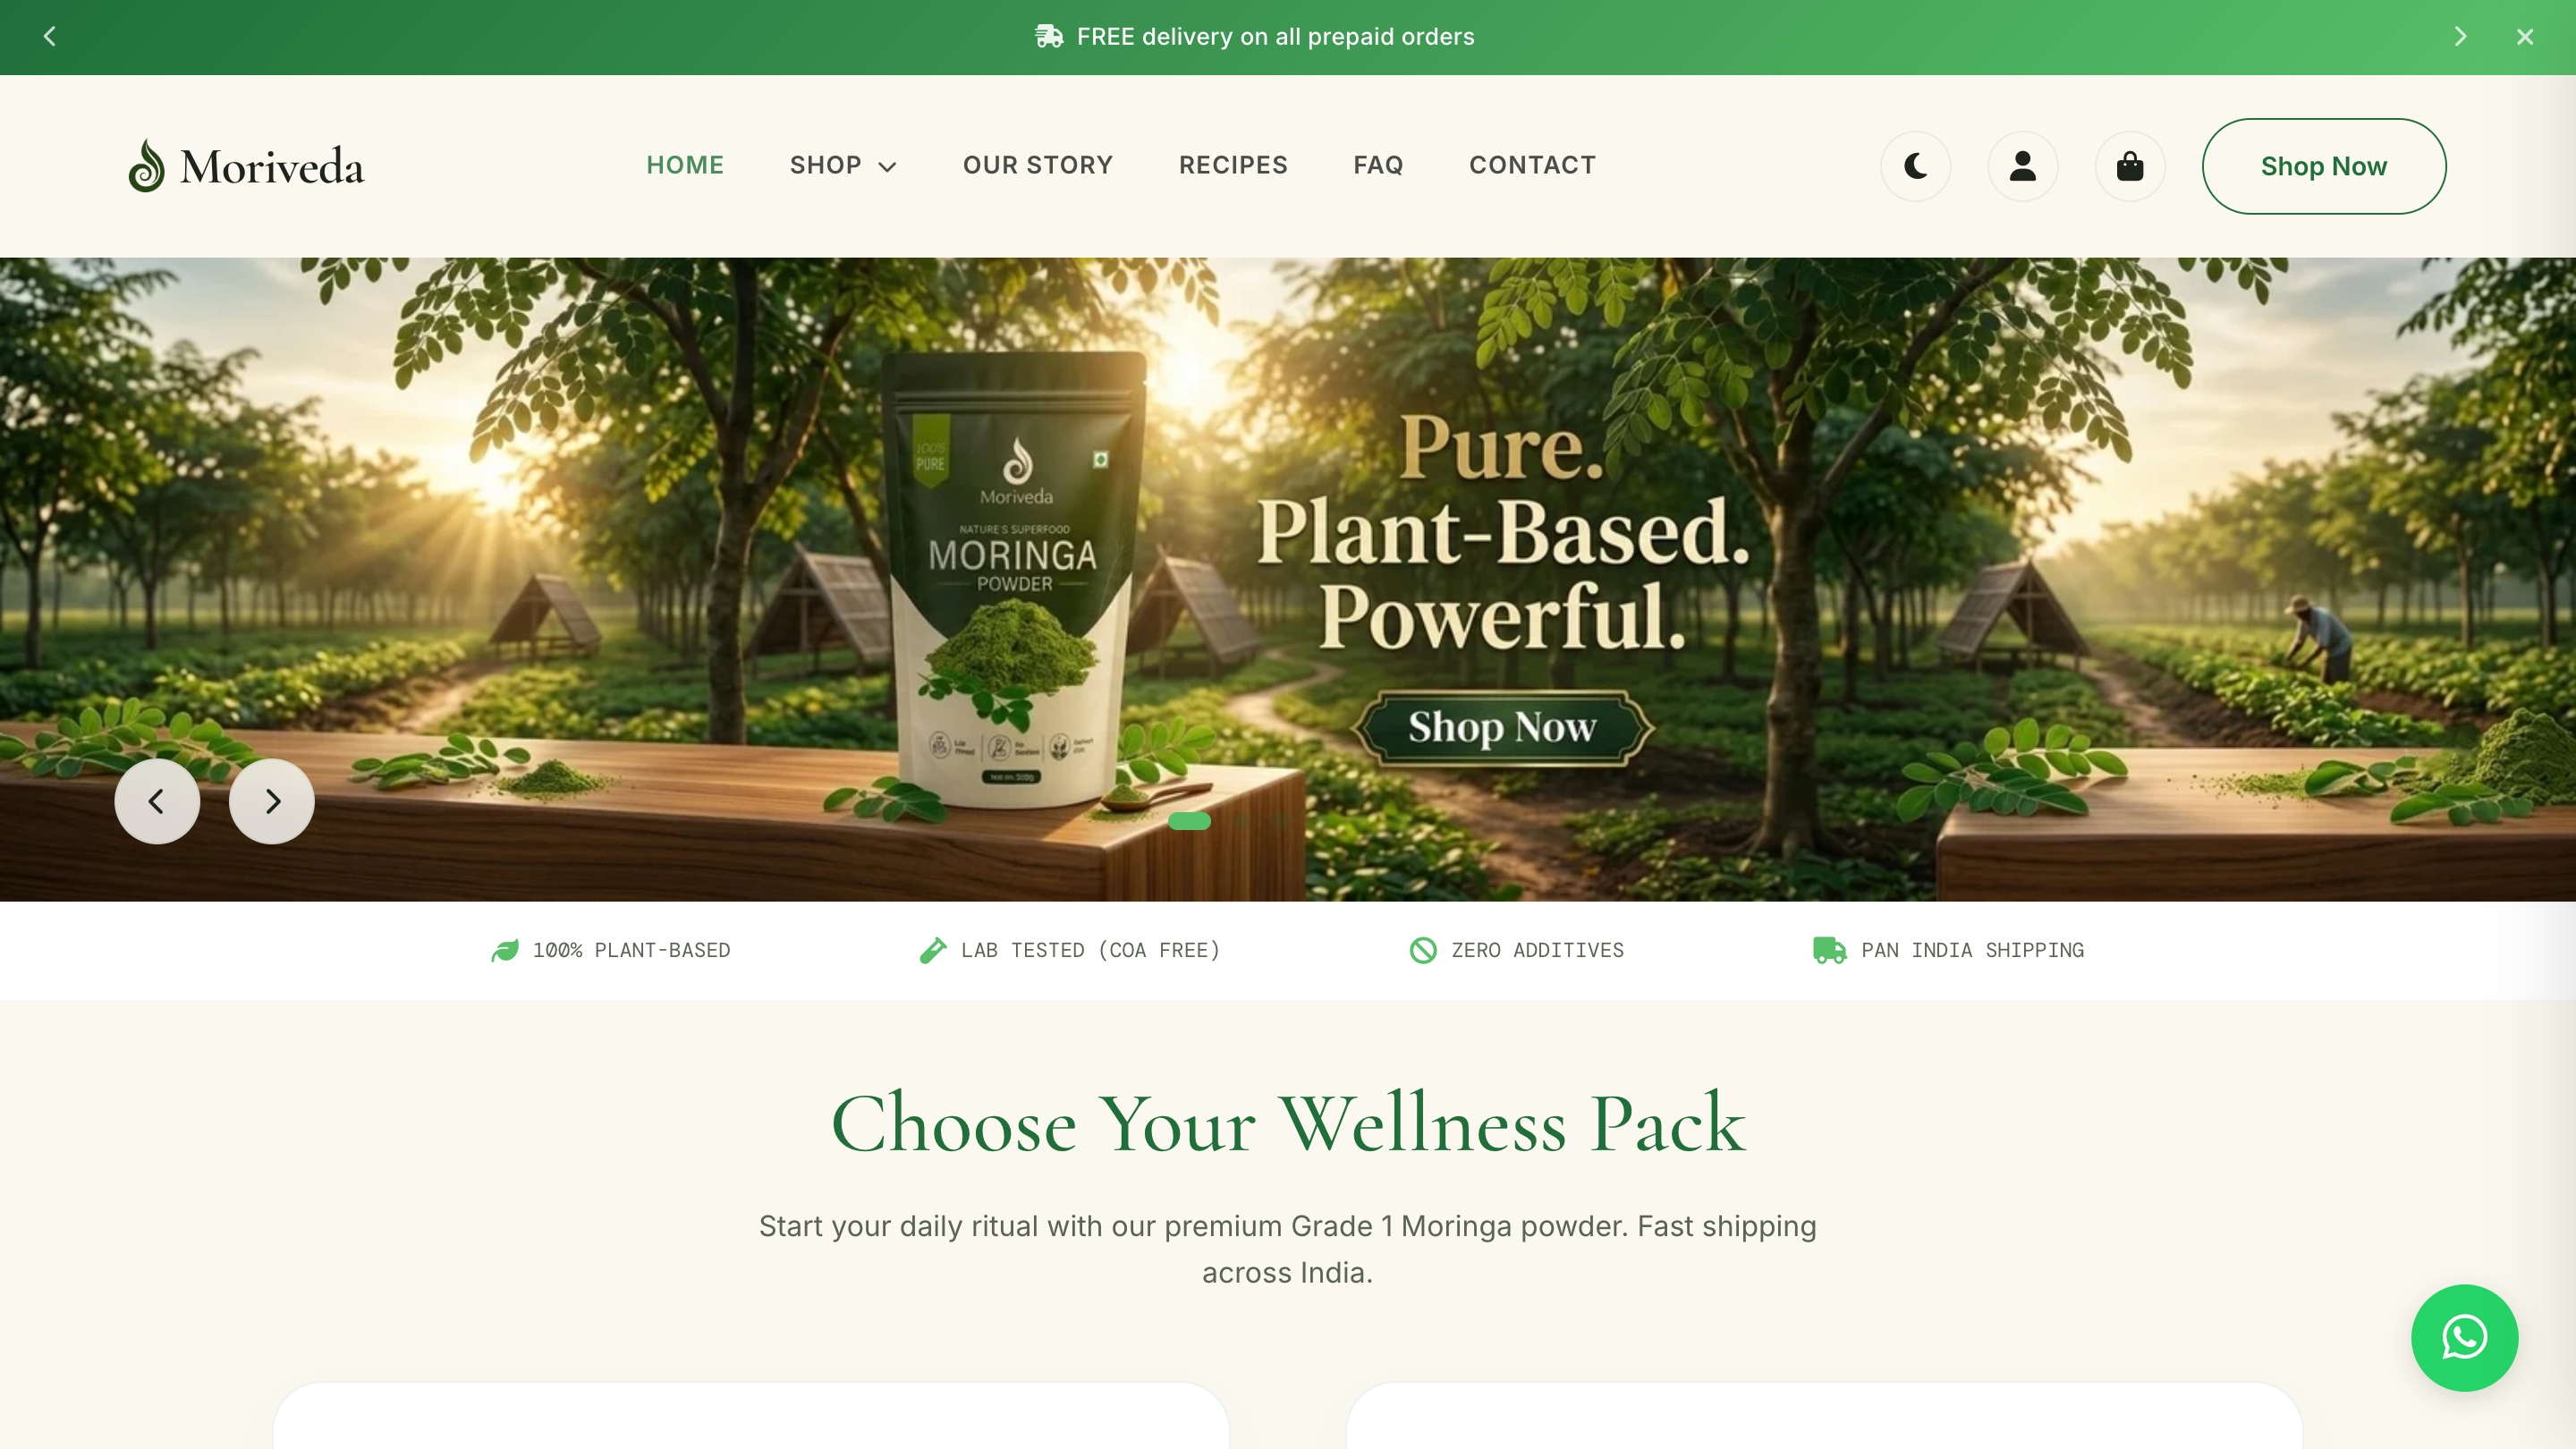 FREE delivery on all prepaid orders
Moriveda
HOME
SHOP
OUR STORY
RECIPES
FAQ
CONTACT
Shop Now
100%
PURE
Moriveda
NATURE'S SUPERFOOD
MORINGA
POWDER
Pure.
Plant-Based.
Powerful.
Shop Now
100% PLANT-BASED
LAB TESTED (COA FREE)
ZERO ADDITIVES
PAN INDIA SHIPPING
Choose Your Wellness Pack
Start your daily ritual with our premium Grade 1 Moringa powder. Fast shipping
across India.